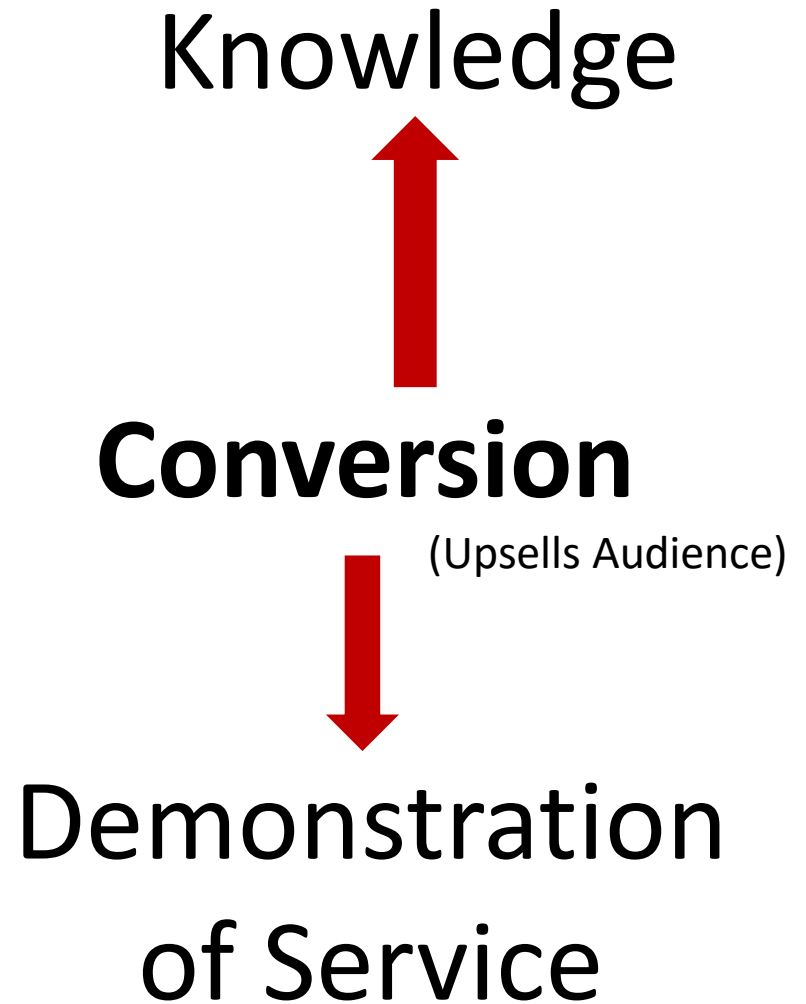 Knowledge
Conversion
(Upsells Audience)
Demonstration
of Service